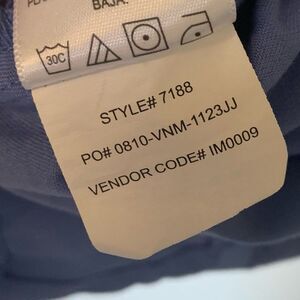 BAJA.
30C
STYLE# 7188
PO# 0810-VNM-1123JJ
VENDOR CODE# IM0009